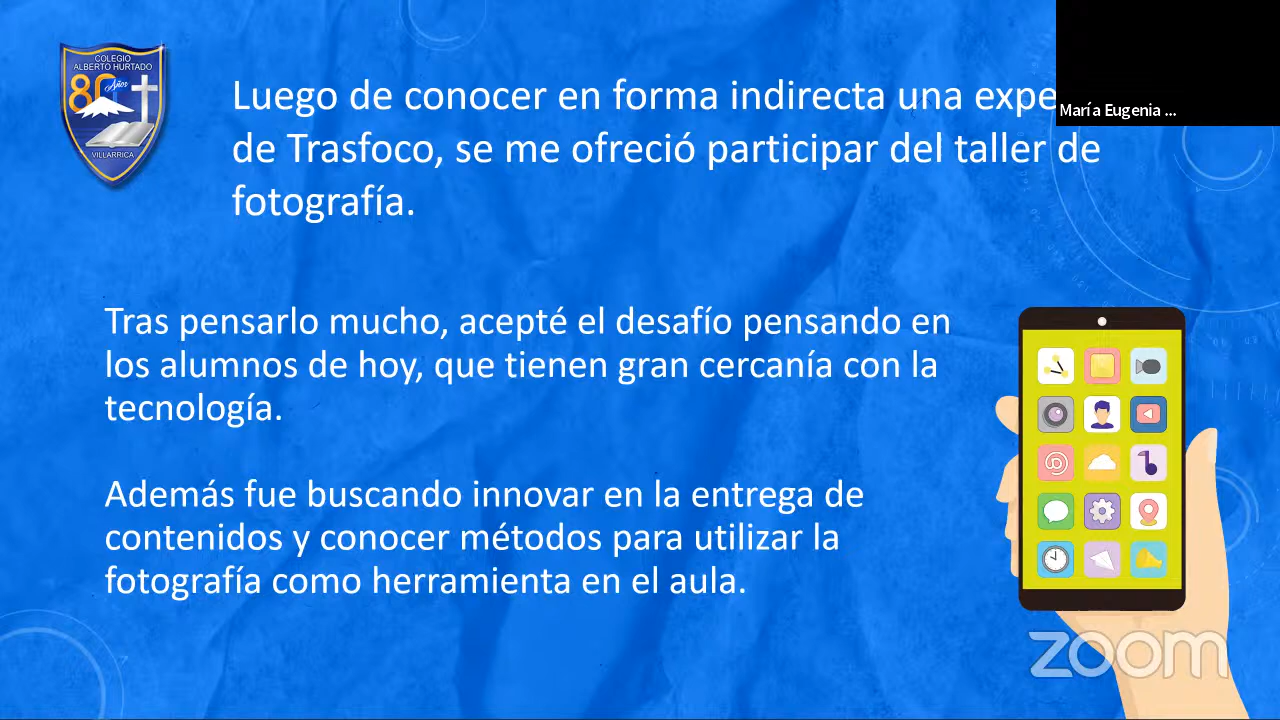 COLEGIO
ALBERTO HURTADO
80 Años
VILLARRICA
Luego de conocer en forma indirecta una expe
de Trasfoco, se me ofreció participar del taller de
fotografía.
María Eugenia ...
Tras pensarlo mucho, acepté el desafío pensando en
los alumnos de hoy, que tienen gran cercanía con la
tecnología.
Además fue buscando innovar en la entrega de
contenidos y conocer métodos para utilizar la
fotografía como herramienta en el aula.
zoom